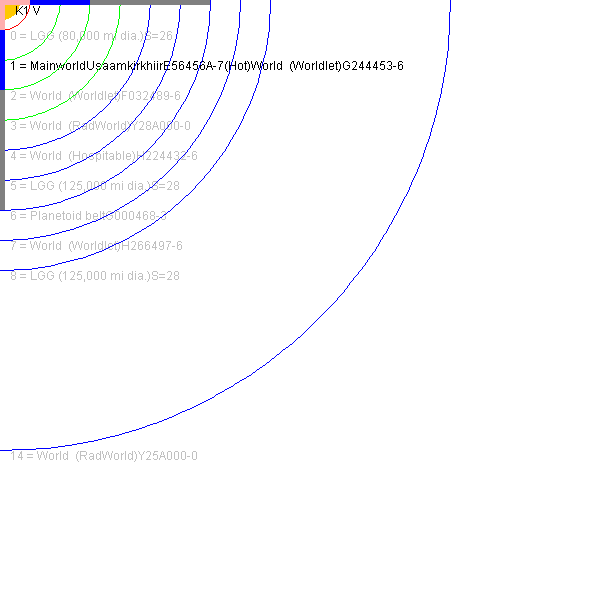 K1 V
0 = LGG (80,000 mi dia.)S=26
1 = MainworldUsaamkirkhiirE56456A-7(Hot)World (Worldlet)G244453-6
2 = World (Worldlet)F032489-6
3 = World (RadWorld)Y28A000-0
4 = World (Hospitable)H224432-6
5 = LGG (125,000 mi dia.)S=28
6 = Planetoid belt
7 = World (Worldlet)H266497-6
8 = LGG (125,000 mi dia.)S=28
14 = World (RadWorld)Y25A000-0